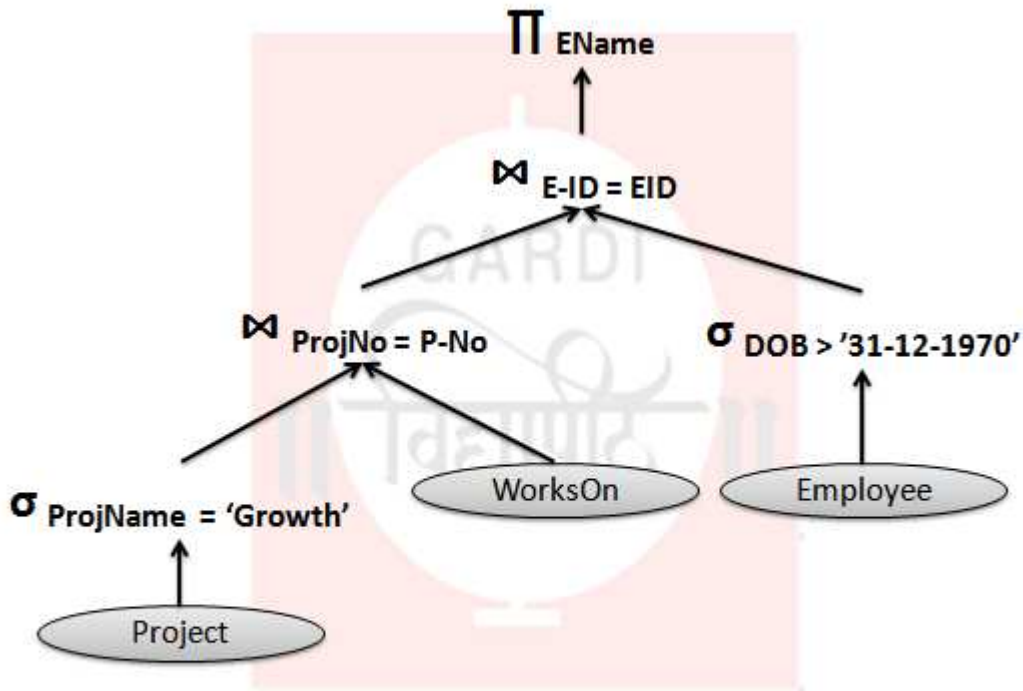 ∏ EName
⋈ E-ID = EID
⋈ ProjNo = P-No
σ DOB > ’31-12-1970’
σ ProjName = ‘Growth’
WorksOn
Employee
Project
GARDI
विद्यापीठ